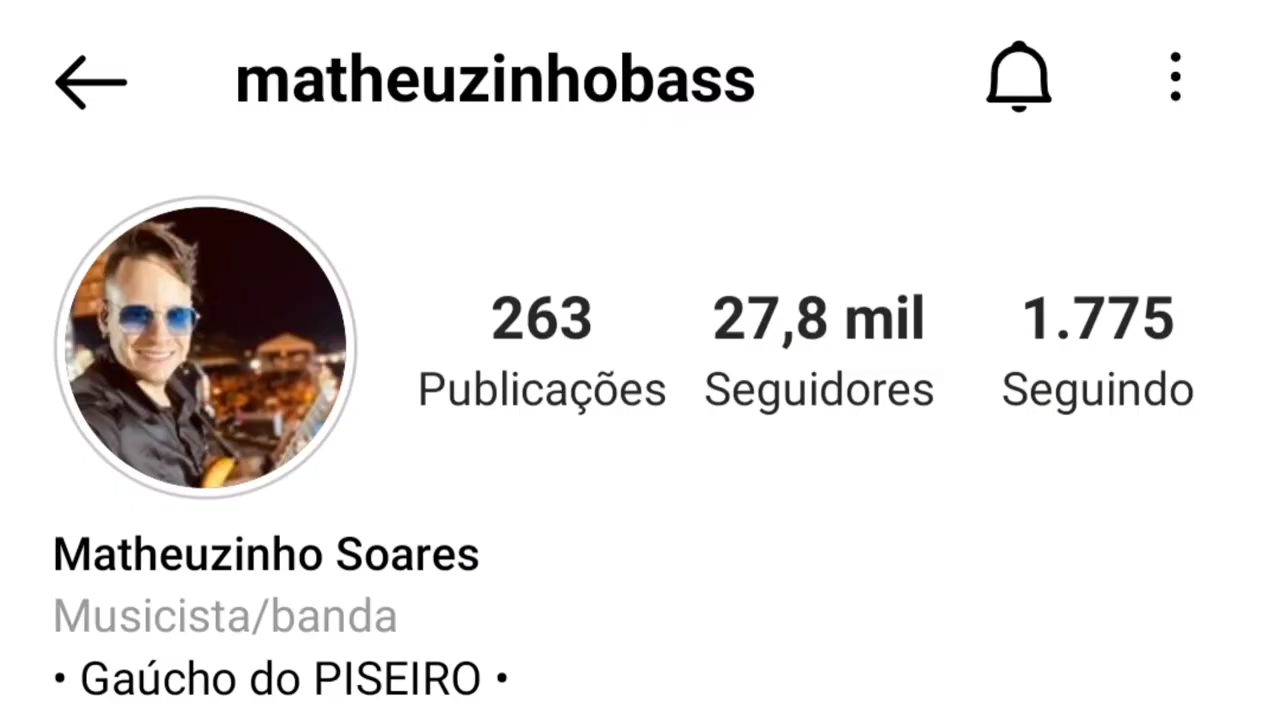 matheuzinhobass
263 27,8 mil 1.775
Publicações Seguidores Seguindo
Matheuzinho Soares
Musicista/banda
• Gaúcho do PISEIRO •